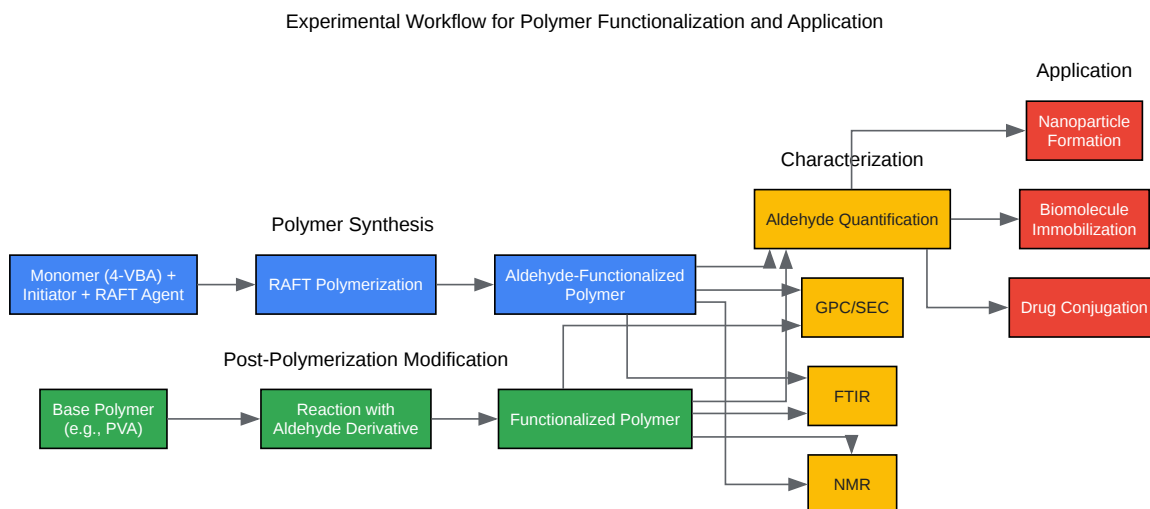 Experimental Workflow for Polymer Functionalization and Application
Application
Nanoparticle
Formation
Characterization
Aldehyde Quantification
Biomolecule
Immobilization
Polymer Synthesis
Monomer (4-VBA) +
Initiator + RAFT Agent
RAFT Polymerization
Aldehyde-Functionalized
Polymer
GPC/SEC
Drug Conjugation
Post-Polymerization Modification
Base Polymer
(e.g., PVA)
Reaction with
Aldehyde Derivative
Functionalized Polymer
FTIR
NMR